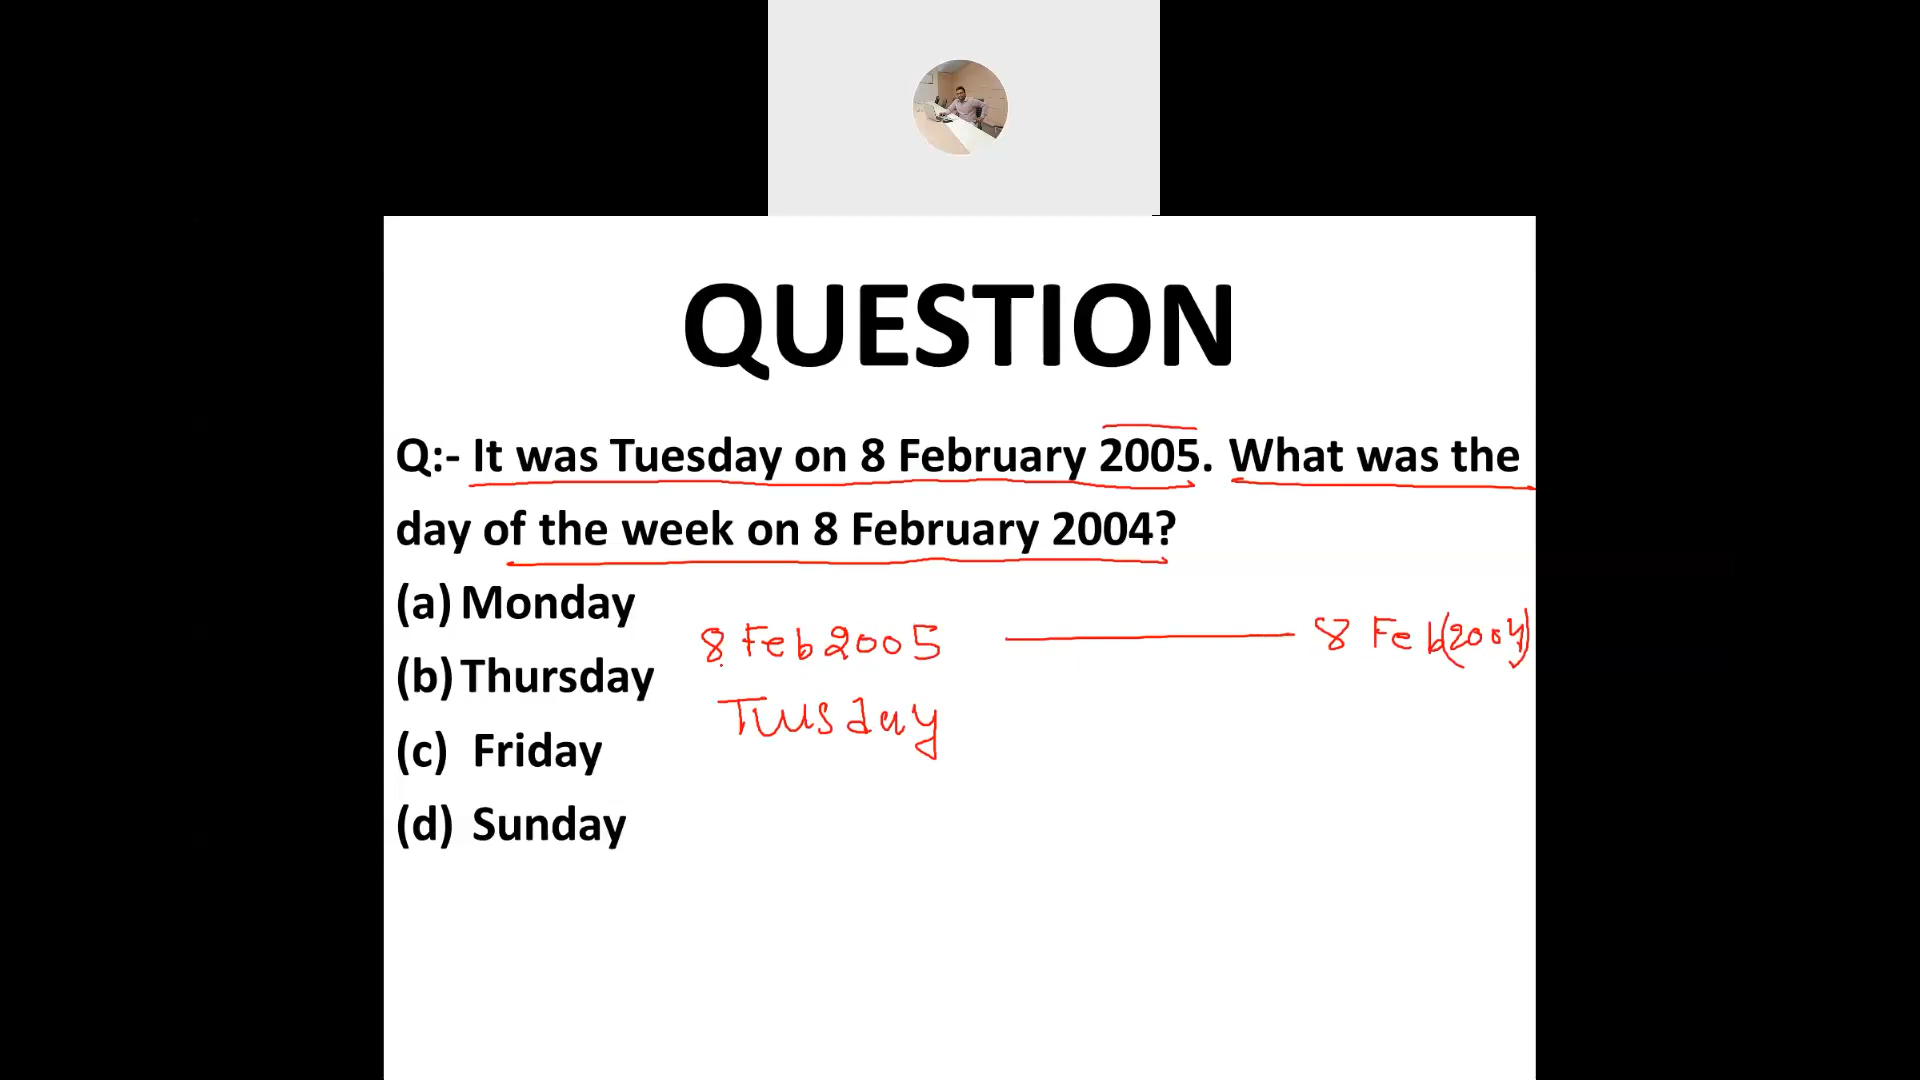 QUESTION
Q:- It was Tuesday on 8 February 2005. What was the
day of the week on 8 February 2004?
(a) Monday
8 Feb 2005 8 Feb(2004)
(b) Thursday
Tuesday
(c) Friday
(d) Sunday